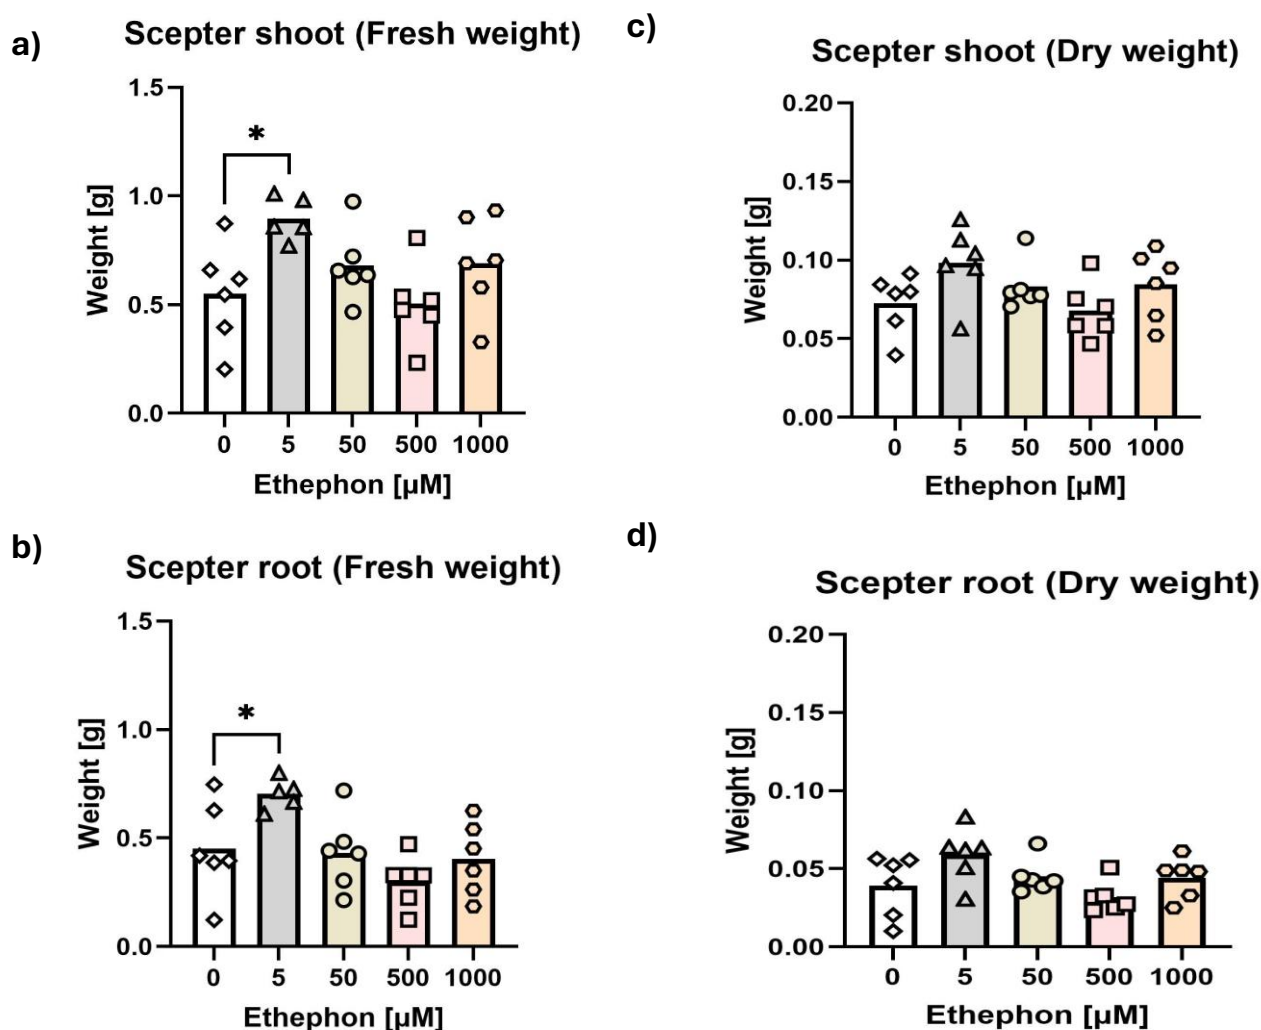 a)
Scepter shoot (Fresh weight)
1.5
1.0
0.5
0.0
Weight [g]
*
0 5 50 500 1000
Ethephon [µM]
c)
Scepter shoot (Dry weight)
0.20
0.15
0.10
0.05
0.00
Weight [g]
0 5 50 500 1000
Ethephon [µM]
b)
Scepter root (Fresh weight)
1.5
1.0
0.5
0.0
Weight [g]
*
0 5 50 500 1000
Ethephon [µM]
d)
Scepter root (Dry weight)
0.20
0.15
0.10
0.05
0.00
Weight [g]
0 5 50 500 1000
Ethephon [µM]